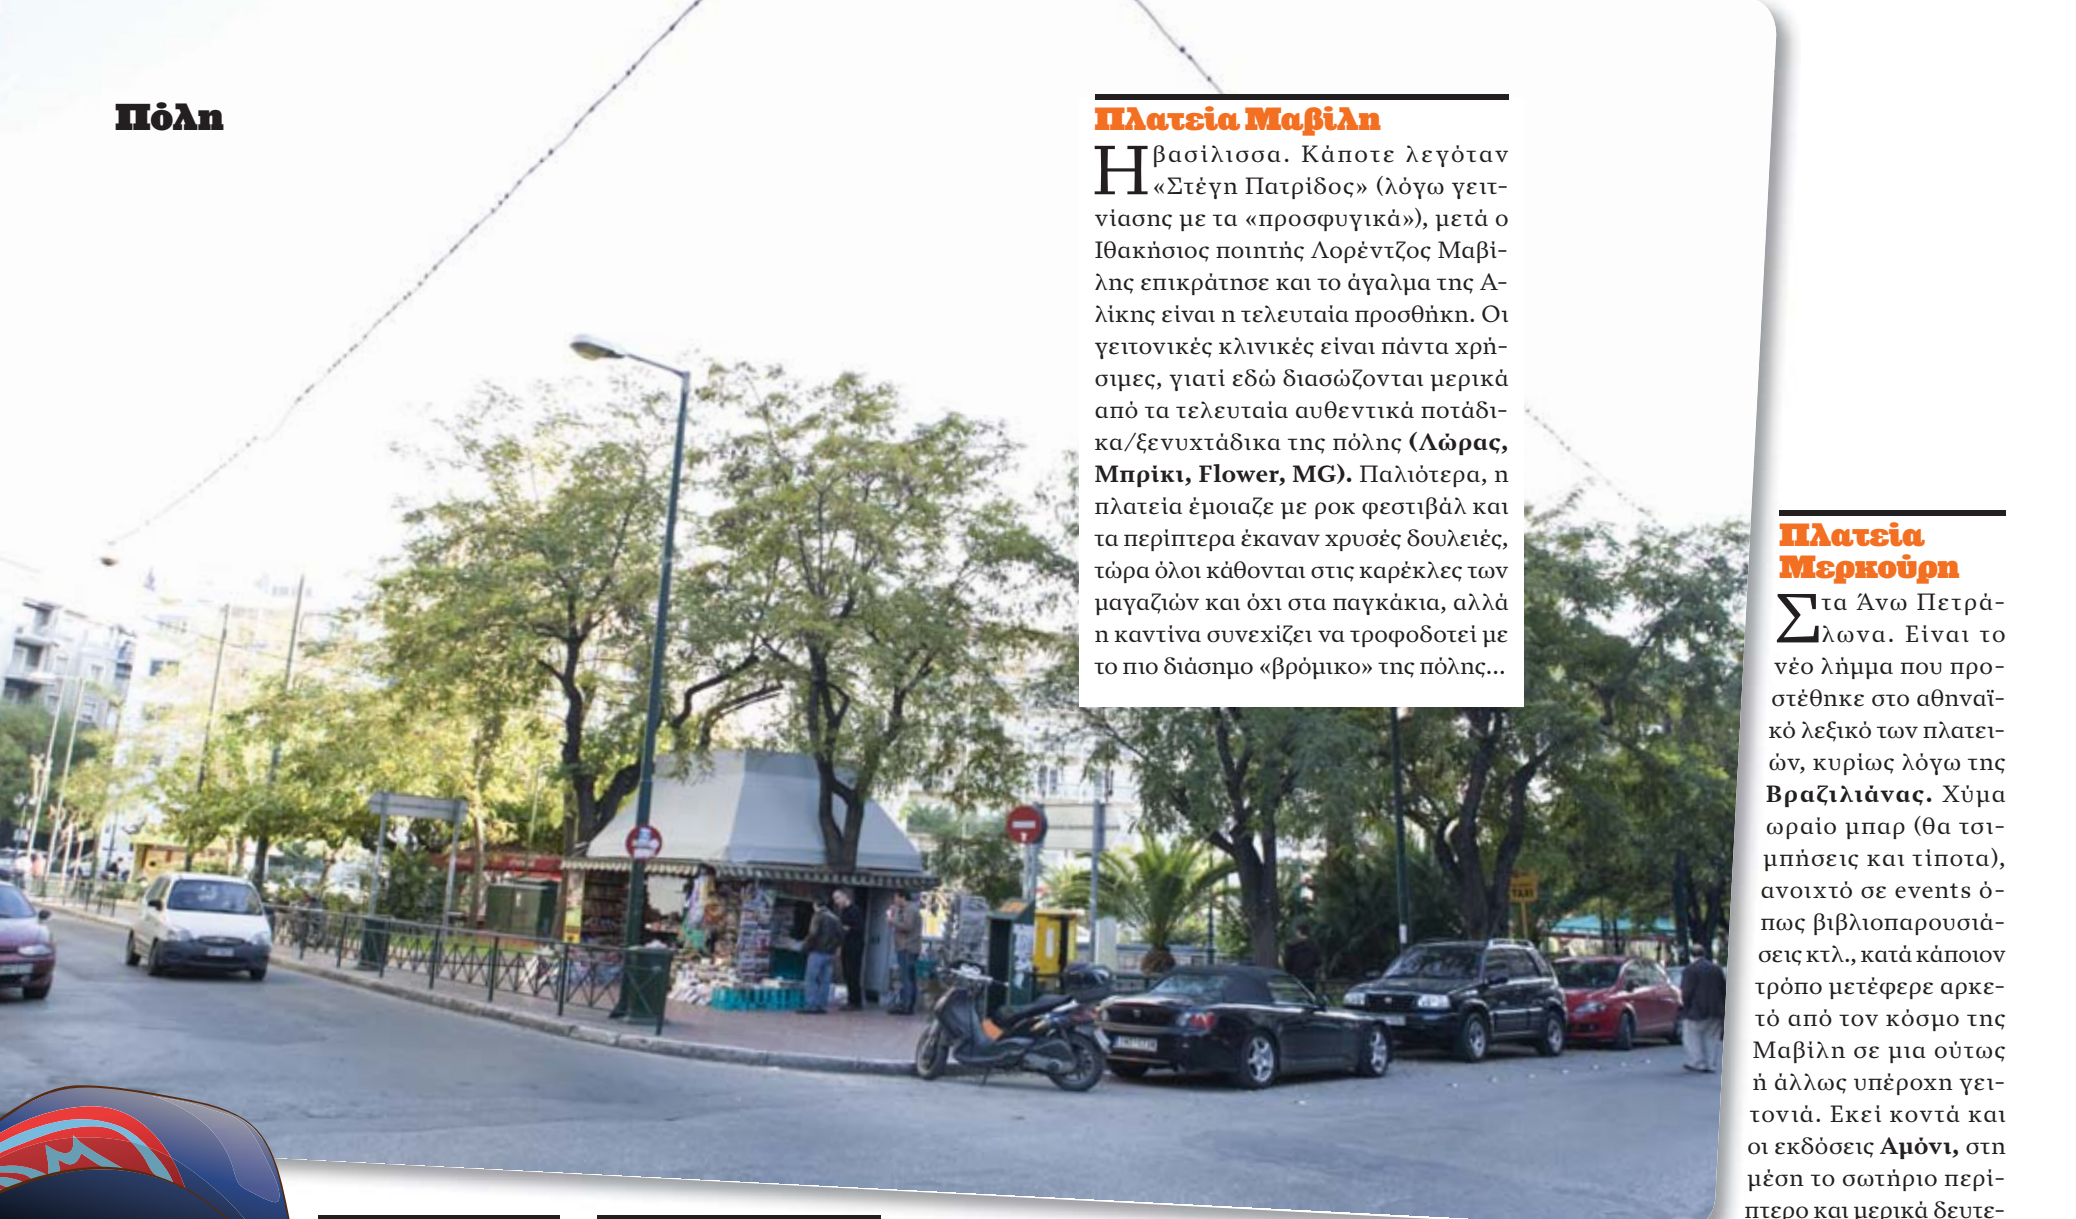 Πόλη
Πλατεία Μαβίλη
Η βασίλισσα. Κάποτε λεγόταν
«Στέγη Πατρίδος» (λόγω γειτ-
νίασης με τα «προσφυγικά»), μετά ο
Ιθακήσιος ποιητής Λορέντζος Μαβί-
λης επικράτησε και το άγαλμα της Α-
λίκης είναι η τελευταία προσθήκη. Οι
γειτονικές κλινικές είναι πάντα χρή-
σιμες, γιατί εδώ διασώζονται μερικά
από τα τελευταία αυθεντικά ποτάδι-
κα/ξενυχτάδικα της πόλης (Λώρας,
Μπρίκι, Flower, MG). Παλιότερα, η
πλατεία έμοιαζε με ροκ φεστιβάλ και
τα περίπτερα έκαναν χρυσές δουλειές,
τώρα όλοι κάθονται στις καρέκλες των
μαγαζιών και όχι στα παγκάκια, αλλά
η καντίνα συνεχίζει να τροφοδοτεί με
το πιο διάσημο «βρόμικο» της πόλης...
Πλατεία
Μερκούρη
Στα Άνω Πετρά-
λωνα. Είναι το
νέο λήμμα που προ-
στέθηκε στο αθηναϊ-
κό λεξικό των πλατει-
ών, κυρίως λόγω της
Βραζιλιάνας. Χύμα
ωραίο μπαρ (θα τσι-
μπήσεις και τίποτα),
ανοιχτό σε events ό-
πως βιβλιοπαρουσιά-
σεις κτλ., κατά κάποιον
τρόπο μετέφερε αρκε-
τό από τον κόσμο της
Μαβίλη σε μια ούτως
ή άλλως υπέροχη γει-
τονιά. Εκεί κοντά και
οι εκδόσεις Αμόνι, στη
μέση το σωτήριο περί-
πτερο και μερικά δευτε-
TAXI